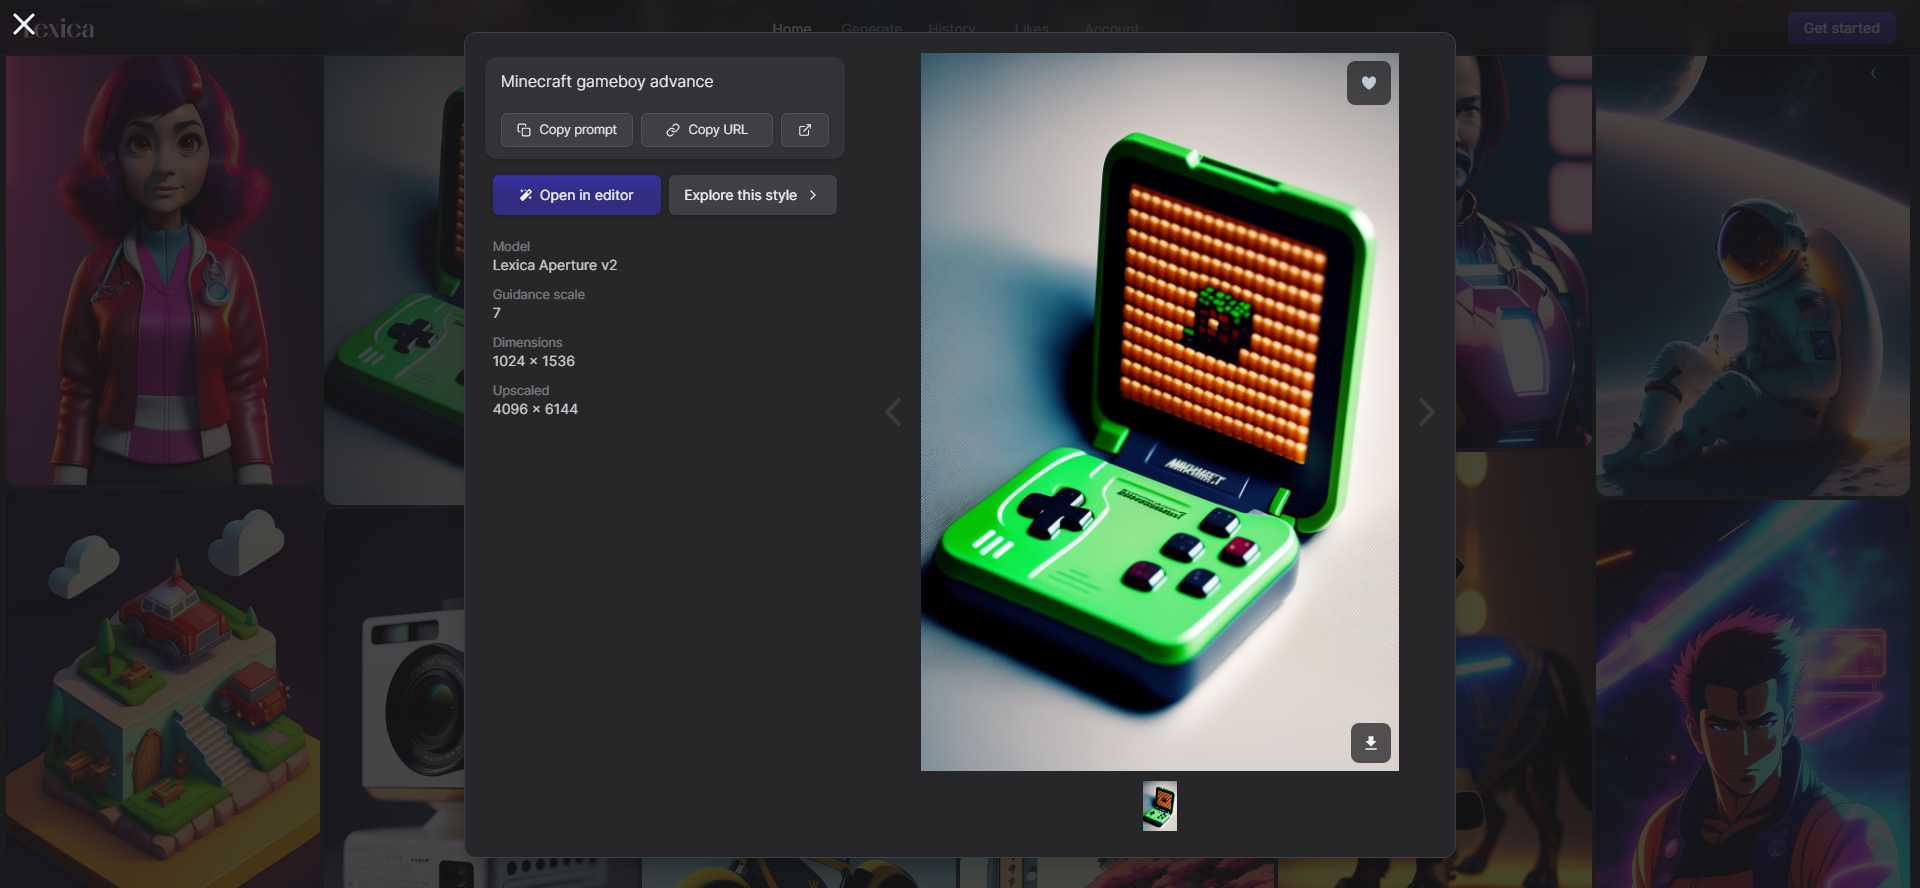 Lexica
Home Generate History Likes Account
Get started
Minecraft gameboy advance
Copy prompt Copy URL
Open in editor Explore this style
Model
Lexica Aperture v2
Guidance scale
7
Dimensions
1024 × 1536
Upscaled
4096 × 6144